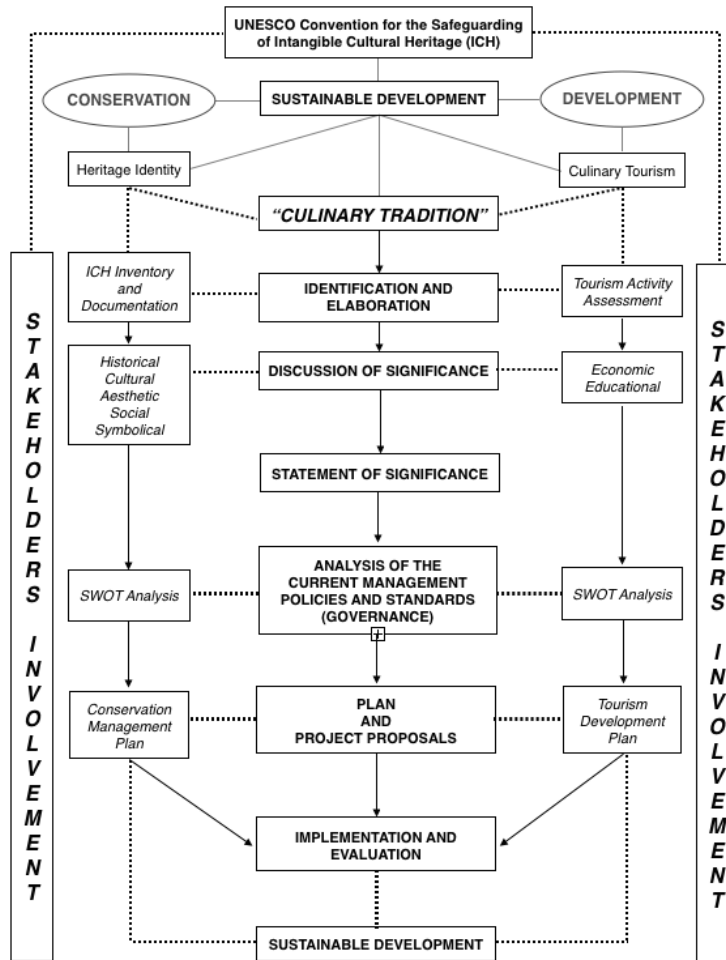 UNESCO Convention for the Safeguarding
of Intangible Cultural Heritage (ICH)
CONSERVATION
SUSTAINABLE DEVELOPMENT
DEVELOPMENT
Heritage Identity
Culinary Tourism
"CULINARY TRADITION"
ICH Inventory
and
Documentation
IDENTIFICATION AND
ELABORATION
Tourism Activity
Assessment
Historical
Cultural
Aesthetic
Social
Symbolical
DISCUSSION OF SIGNIFICANCE
Economic
Educational
STATEMENT OF SIGNIFICANCE
SWOT Analysis
ANALYSIS OF THE
CURRENT MANAGEMENT
POLICIES AND STANDARDS
(GOVERNANCE)
SWOT Analysis
Conservation
Management
Plan
PLAN
AND
PROJECT PROPOSALS
Tourism
Development
Plan
IMPLEMENTATION AND
EVALUATION
SUSTAINABLE DEVELOPMENT
STAKEHOLDERS INVOLVEMENT
STAKEHOLDERS INVOLVEMENT